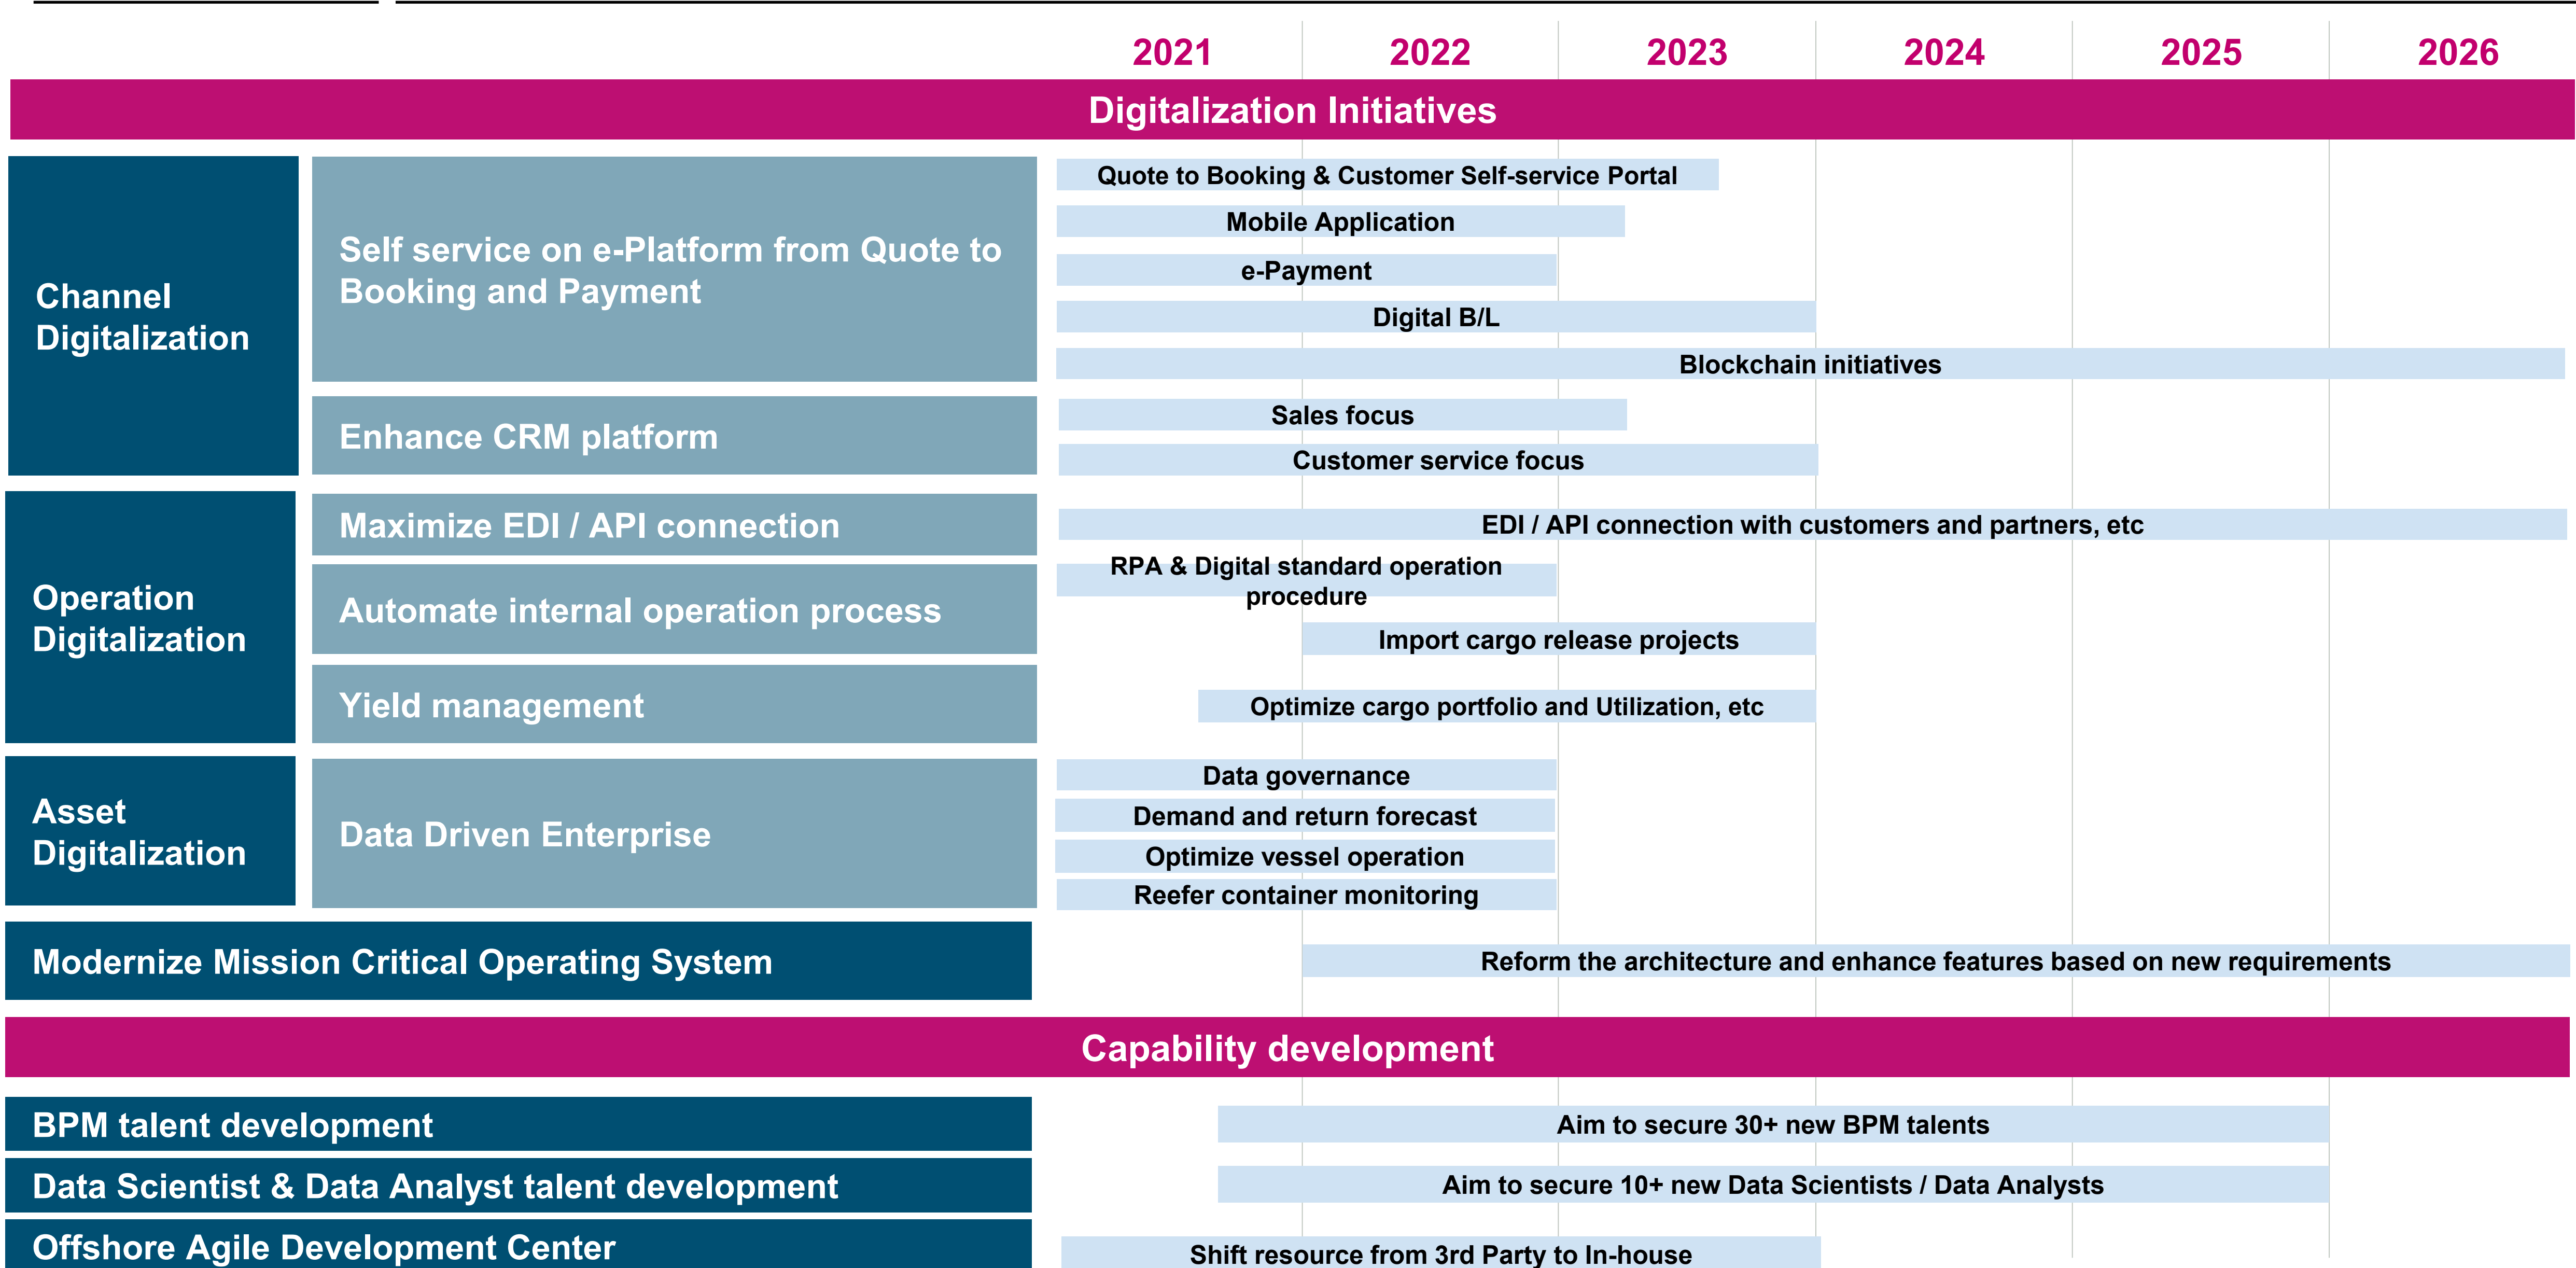 2021 2022 2023 2024 2025 2026
Digitalization Initiatives
Channel
Digitalization
Self service on e-Platform from Quote to
Booking and Payment
Quote to Booking & Customer Self-service Portal
Mobile Application
e-Payment
Digital B/L
Blockchain initiatives
Enhance CRM platform
Sales focus
Customer service focus
Operation
Digitalization
Maximize EDI / API connection
EDI / API connection with customers and partners, etc
Automate internal operation process
RPA & Digital standard operation
procedure
Import cargo release projects
Yield management
Optimize cargo portfolio and Utilization, etc
Asset
Digitalization
Data Driven Enterprise
Data governance
Demand and return forecast
Optimize vessel operation
Reefer container monitoring
Modernize Mission Critical Operating System
Reform the architecture and enhance features based on new requirements
Capability development
BPM talent development
Aim to secure 30+ new BPM talents
Data Scientist & Data Analyst talent development
Aim to secure 10+ new Data Scientists / Data Analysts
Offshore Agile Development Center
Shift resource from 3rd Party to In-house